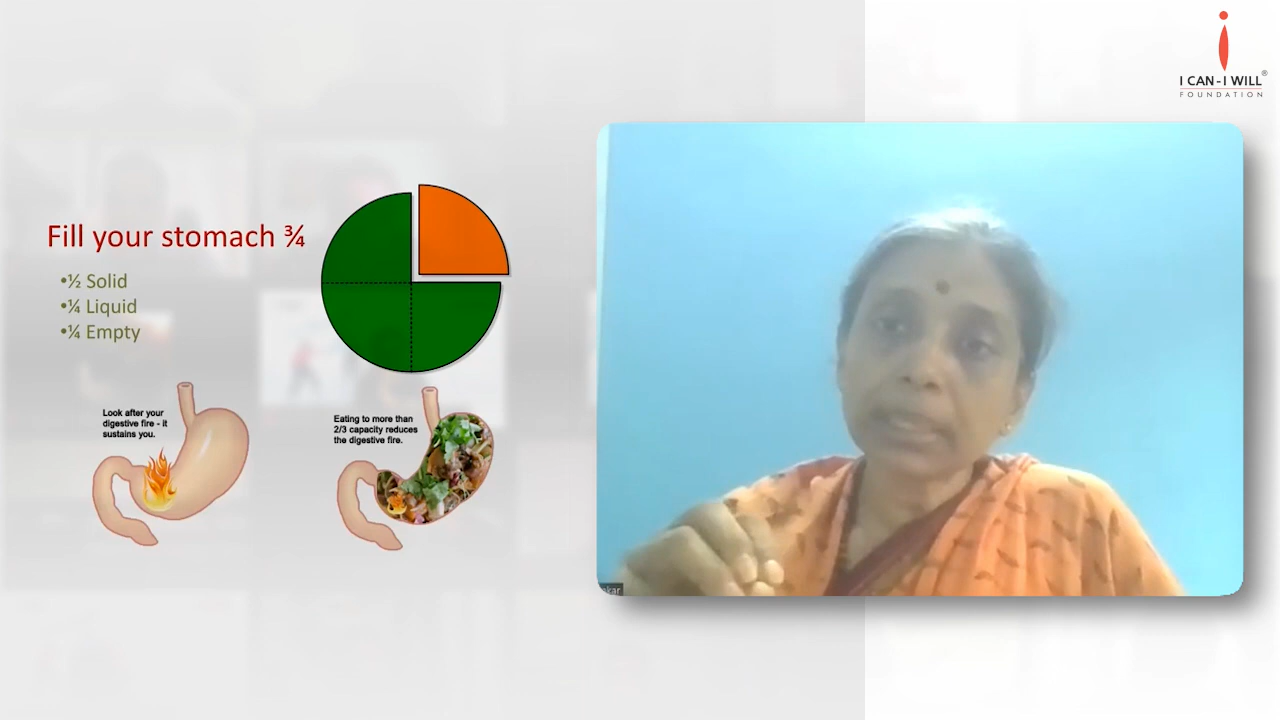 I CAN - I WILL®
FOUNDATION
Fill your stomach ¾
•½ Solid
•¼ Liquid
•¼ Empty
Look after your
digestive fire - it
sustains you.
Eating to more than
2/3 capacity reduces
the digestive fire.